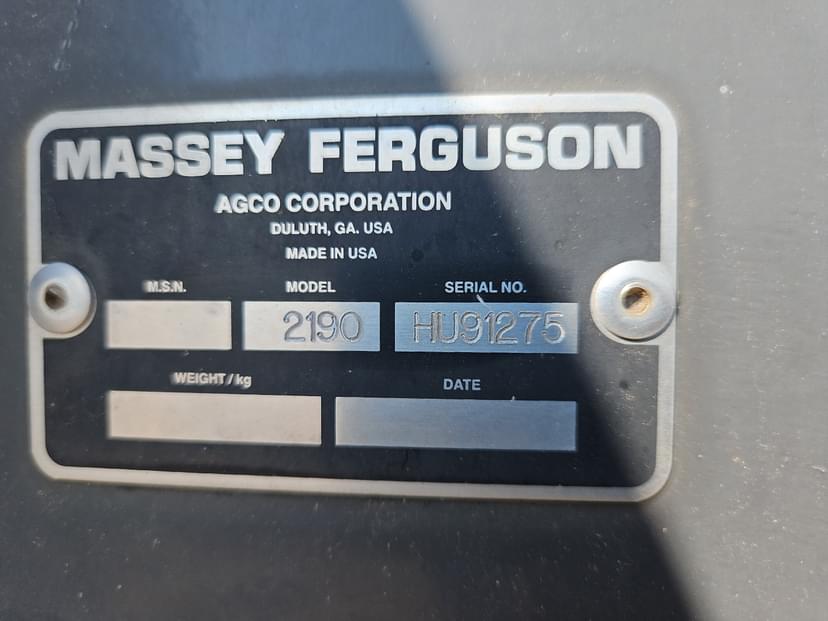 MASSEY FERGUSON
AGCO CORPORATION
DULUTH, GA. USA
MADE IN USA
M.S.N. MODEL SERIAL NO.
2190 HU91275
WEIGHT / kg DATE